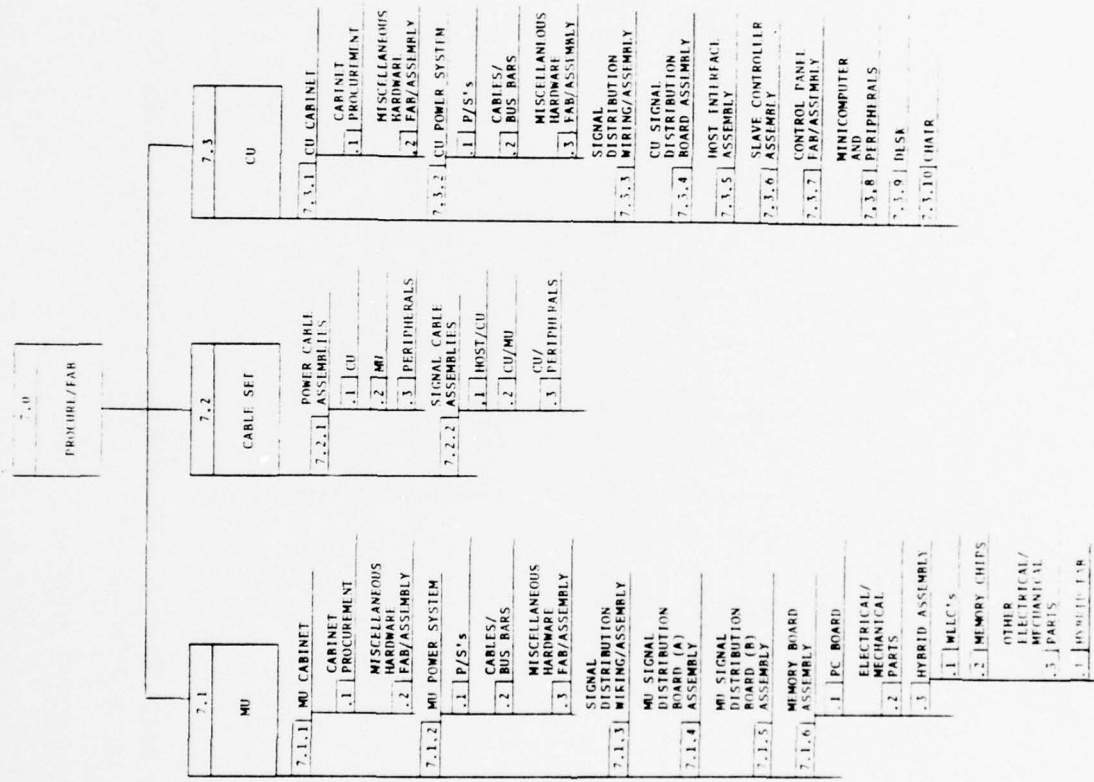 7.0
PROCURE/FAB
7.1
MU
7.1.1 MU CABINET
CABINET
.1 PROCUREMENT
MISCELLANEOUS
HARDWARE
.2 FAB/ASSEMBLY
7.1.2 MU POWER SYSTEM
.1 P/S's
CABLES/
.2 BUS BARS
MISCELLANEOUS
HARDWARE
.3 FAB/ASSEMBLY
SIGNAL
DISTRIBUTION
7.1.3 WIRING/ASSEMBLY
MU SIGNAL
DISTRIBUTION
BOARD (A)
7.1.4 ASSEMBLY
MU SIGNAL
DISTRIBUTION
BOARD (B)
7.1.5 ASSEMBLY
MEMORY BOARD
7.1.6 ASSEMBLY
.1 PC BOARD
ELECTRICAL/
MECHANICAL
.2 PARTS
.3 HYBRID ASSEMBLY
.1 WLLC's
.2 MEMORY CHIPS
OTHER
ELECTRICAL/
MECHANICAL
.3 PARTS
7.2
CABLE SET
POWER CABLE
7.2.1 ASSEMBLIES
.1 CU
.2 MU
.3 PERIPHERALS
SIGNAL CABLE
7.2.2 ASSEMBLIES
.1 HOST/CU
.2 CU/MU
CU/
.3 PERIPHERALS
7.3
CU
7.3.1 CU CABINET
CABINET
.1 PROCUREMENT
MISCELLANEOUS
HARDWARE
.2 FAB/ASSEMBLY
7.3.2 CU POWER SYSTEM
.1 P/S's
CABLES/
.2 BUS BARS
MISCELLANEOUS
HARDWARE
.3 FAB/ASSEMBLY
SIGNAL
DISTRIBUTION
7.3.3 WIRING/ASSEMBLY
CU SIGNAL
DISTRIBUTION
7.3.4 BOARD ASSEMBLY
HOST INTERFACE
7.3.5 ASSEMBLY
SLAVE CONTROLLER
7.3.6 ASSEMBLY
CONTROL PANEL
7.3.7 FAB/ASSEMBLY
MINICOMPUTER
AND
7.3.8 PERIPHERALS
7.3.9 DESK
7.3.10 CHAIR